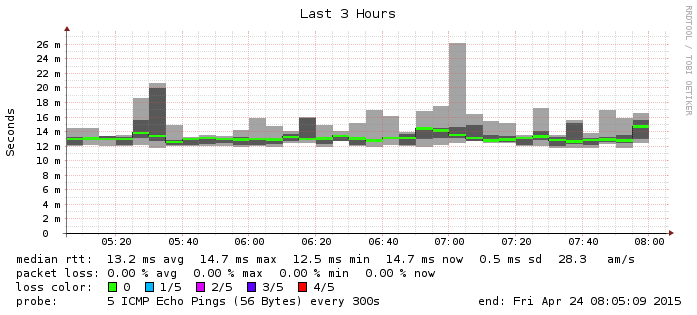 Last 3 Hours
RRDTOOL / TOBI OETIKER
Seconds
26 m
24 m
22 m
20 m
18 m
16 m
14 m
12 m
10 m
8 m
6 m
4 m
2 m
0
05:20 05:40 06:00 06:20 06:40 07:00 07:20 07:40 08:00
median rtt: 13.2 ms avg 14.7 ms max 12.5 ms min 14.7 ms now 0.5 ms sd 28.3 am/s
packet loss: 0.00 % avg 0.00 % max 0.00 % min 0.00 % now
loss color: 0 1/5 2/5 3/5 4/5
probe: 5 ICMP Echo Pings (56 Bytes) every 300s end: Fri Apr 24 08:05:09 2015